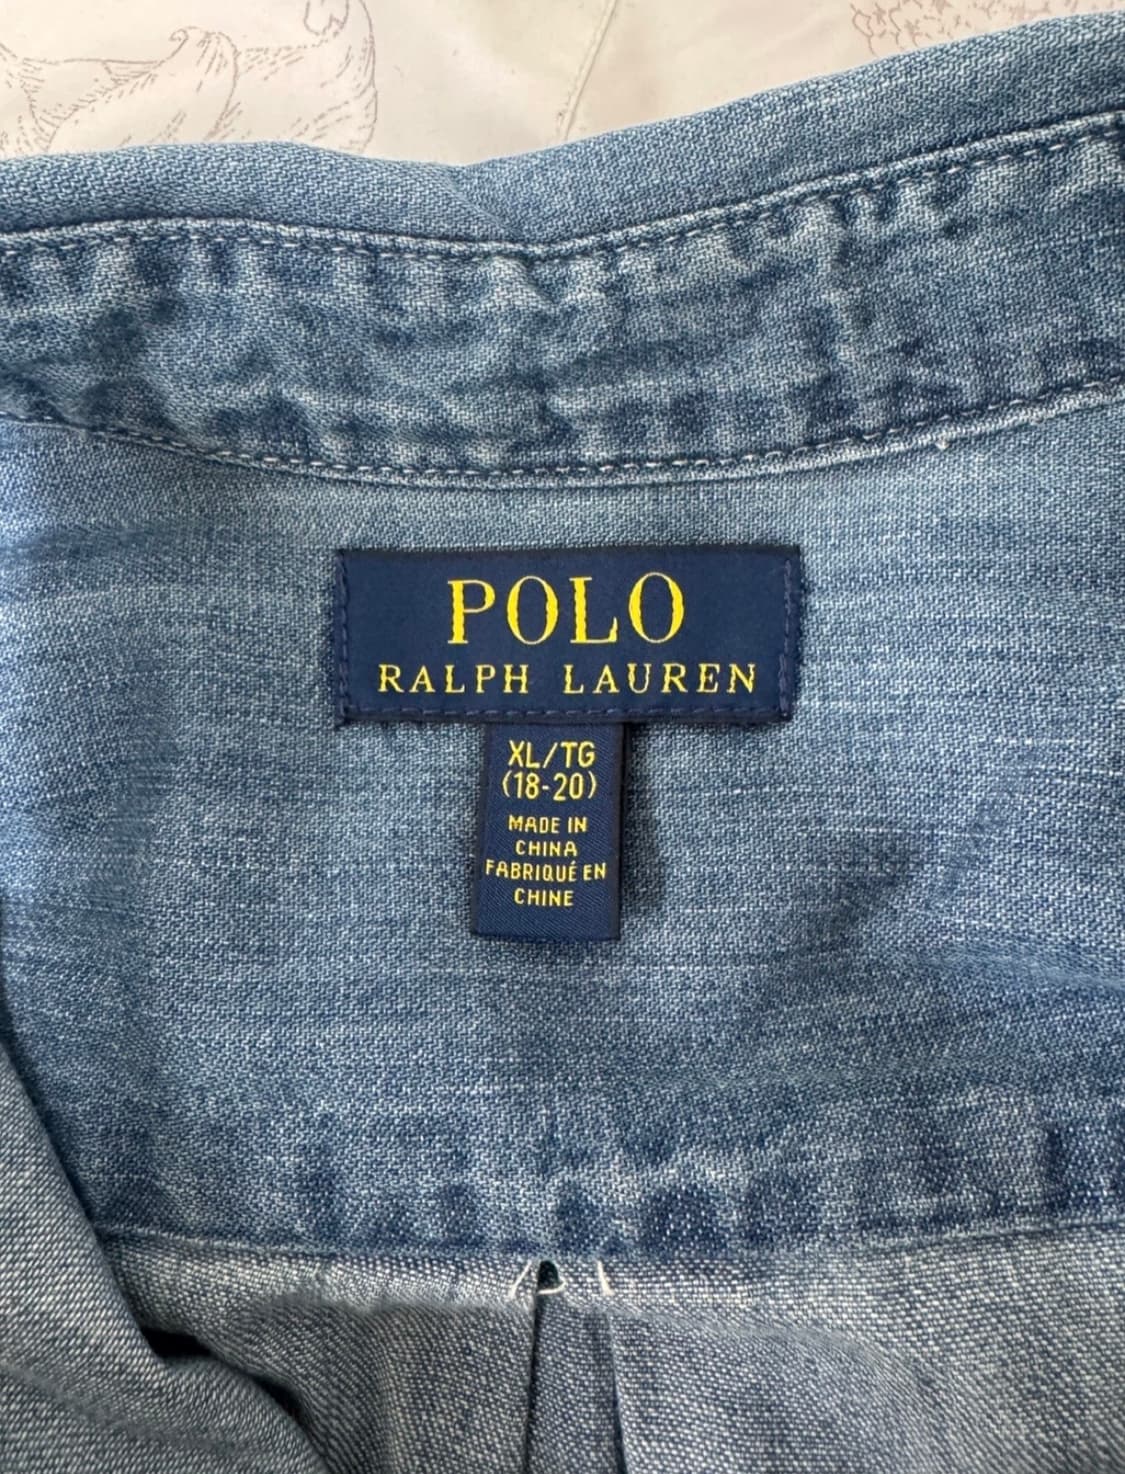 POLO
RALPH LAUREN
XL/TG
(18-20)
MADE IN
CHINA
FABRIQUÉ EN
CHINE